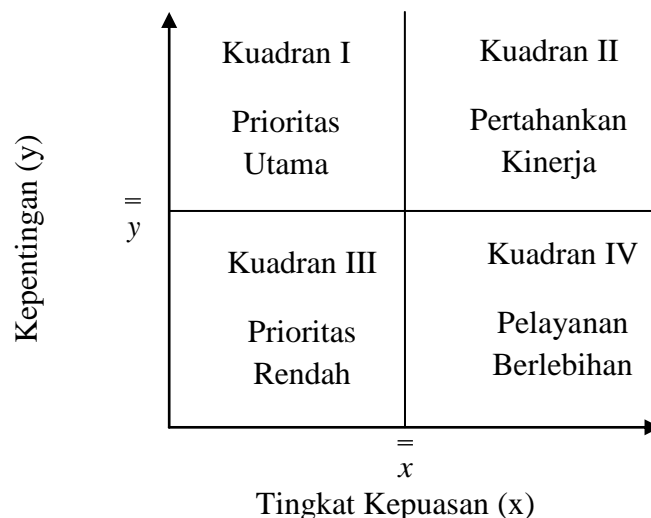 Kuadran I
Prioritas
Utama
Kuadran II
Pertahankan
Kinerja
Kepentingan (y)
y
Kuadran III
Prioritas
Rendah
Kuadran IV
Pelayanan
Berlebihan
x
Tingkat Kepuasan (x)